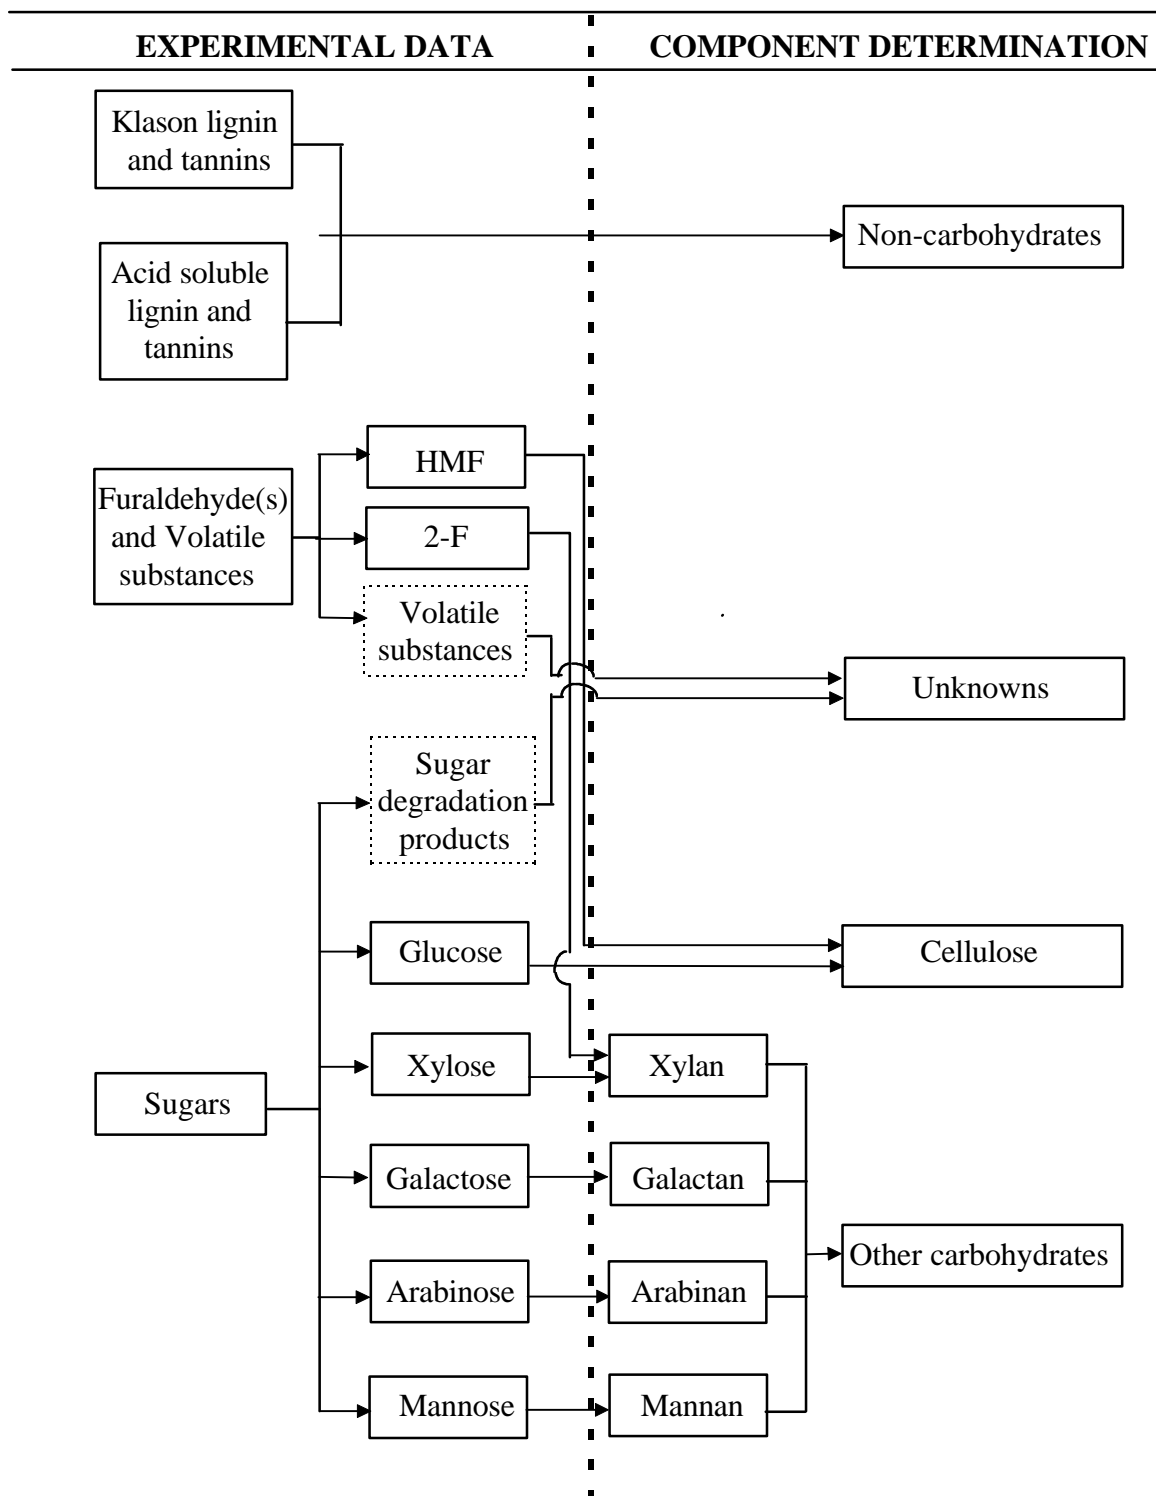 EXPERIMENTAL DATA
COMPONENT DETERMINATION
Klason lignin
and tannins
Non-carbohydrates
Acid soluble
lignin and
tannins
HMF
Furaldehyde(s)
and Volatile
substances
2-F
Volatile
substances
Unknowns
Sugar
degradation
products
Glucose
Cellulose
Xylose
Xylan
Sugars
Galactose
Galactan
Other carbohydrates
Arabinose
Arabinan
Mannose
Mannan